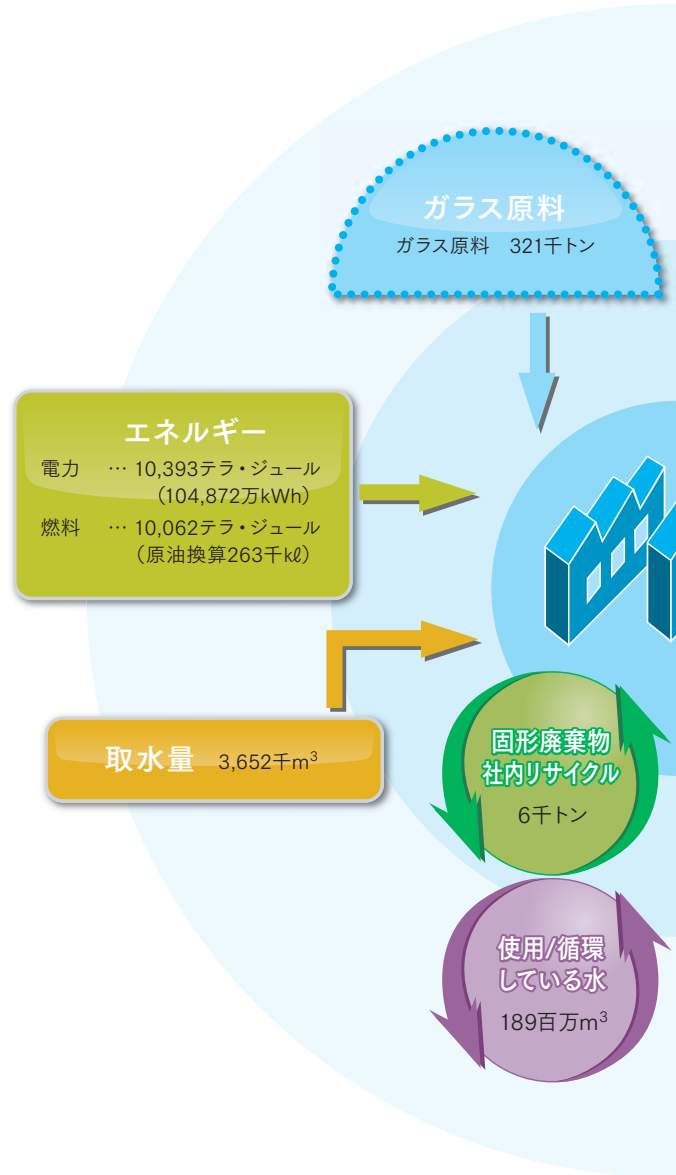 ガラス原料
ガラス原料　321千トン
エネルギー
電力　… 10,393テラ・ジュール
（104,872万kWh）
燃料　… 10,062テラ・ジュール
（原油換算263千kℓ）
取水量　3,652千m³
固形廃棄物
社内リサイクル
6千トン
使用/循環
している水
189百万m³